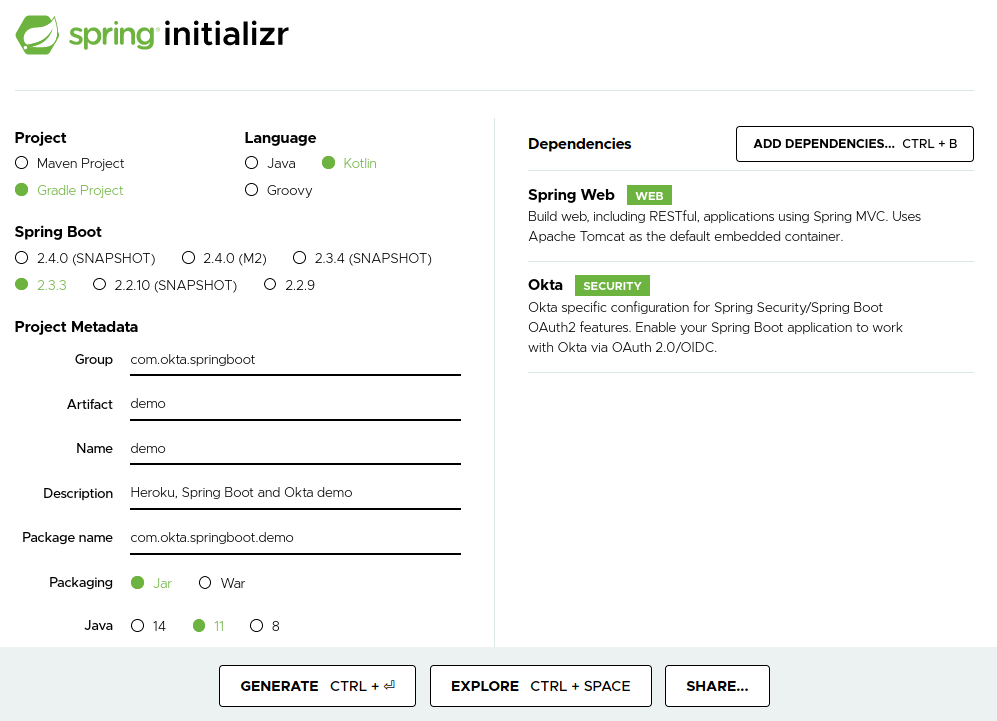 spring initializr
Project
Maven Project
Gradle Project
Language
Java Kotlin
Groovy
Spring Boot
2.4.0 (SNAPSHOT) 2.4.0 (M2) 2.3.4 (SNAPSHOT)
2.3.3 2.2.10 (SNAPSHOT) 2.2.9
Project Metadata
Group com.okta.springboot
Artifact demo
Name demo
Description Heroku, Spring Boot and Okta demo
Package name com.okta.springboot.demo
Packaging Jar War
Java 14 11 8
Dependencies ADD DEPENDENCIES... CTRL + B
Spring Web WEB
Build web, including RESTful, applications using Spring MVC. Uses
Apache Tomcat as the default embedded container.
Okta SECURITY
Okta specific configuration for Spring Security/Spring Boot
OAuth2 features. Enable your Spring Boot application to work
with Okta via OAuth 2.0/OIDC.
GENERATE CTRL + ⏎ EXPLORE CTRL + SPACE SHARE...